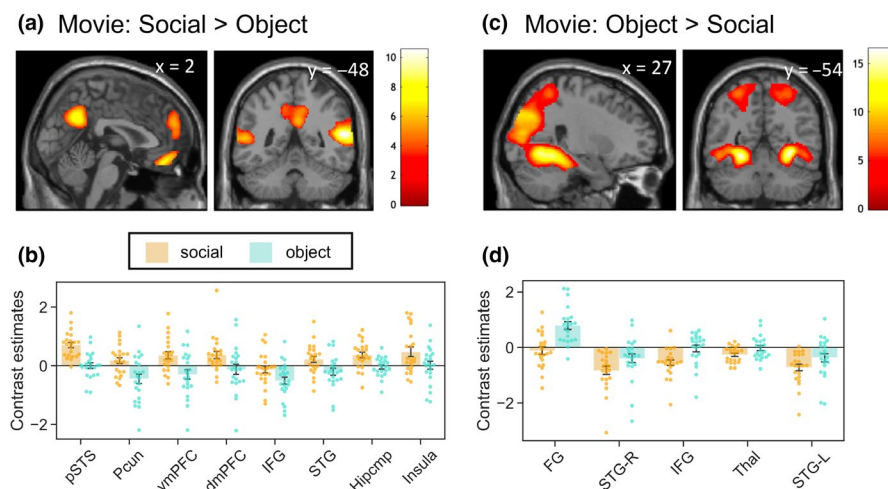 (a) Movie: Social > Object
x = 2
y = –48
10
8
6
4
2
0
(c) Movie: Object > Social
x = 27
y = –54
15
10
5
0
(b)
social
object
Contrast estimates
2
0
−2
pSTS
Pcun
vmPFC
dmPFC
IFG
STG
Hipcmp
Insula
(d)
Contrast estimates
2
0
−2
FG
STG-R
IFG
Thal
STG-L